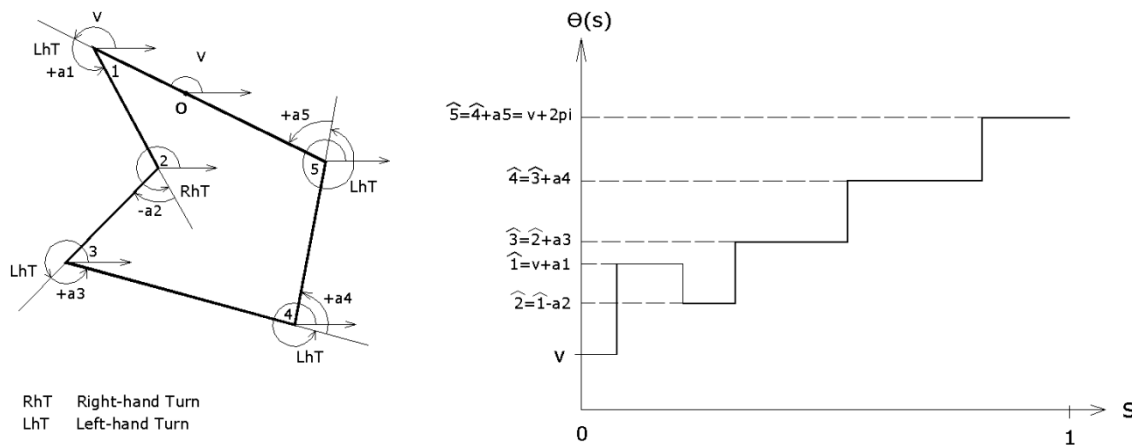 V
LhT
+a1
1
V
O
+a5
5
LhT
2
RhT
-a2
3
LhT
+a3
+a4
4
LhT
RhT Right-hand Turn
LhT Left-hand Turn
Θ(s)
5̂=4̂+a5= v+2pi
4̂=3̂+a4
3̂=2̂+a3
1̂=v+a1
2̂=1̂-a2
V
0
1
S